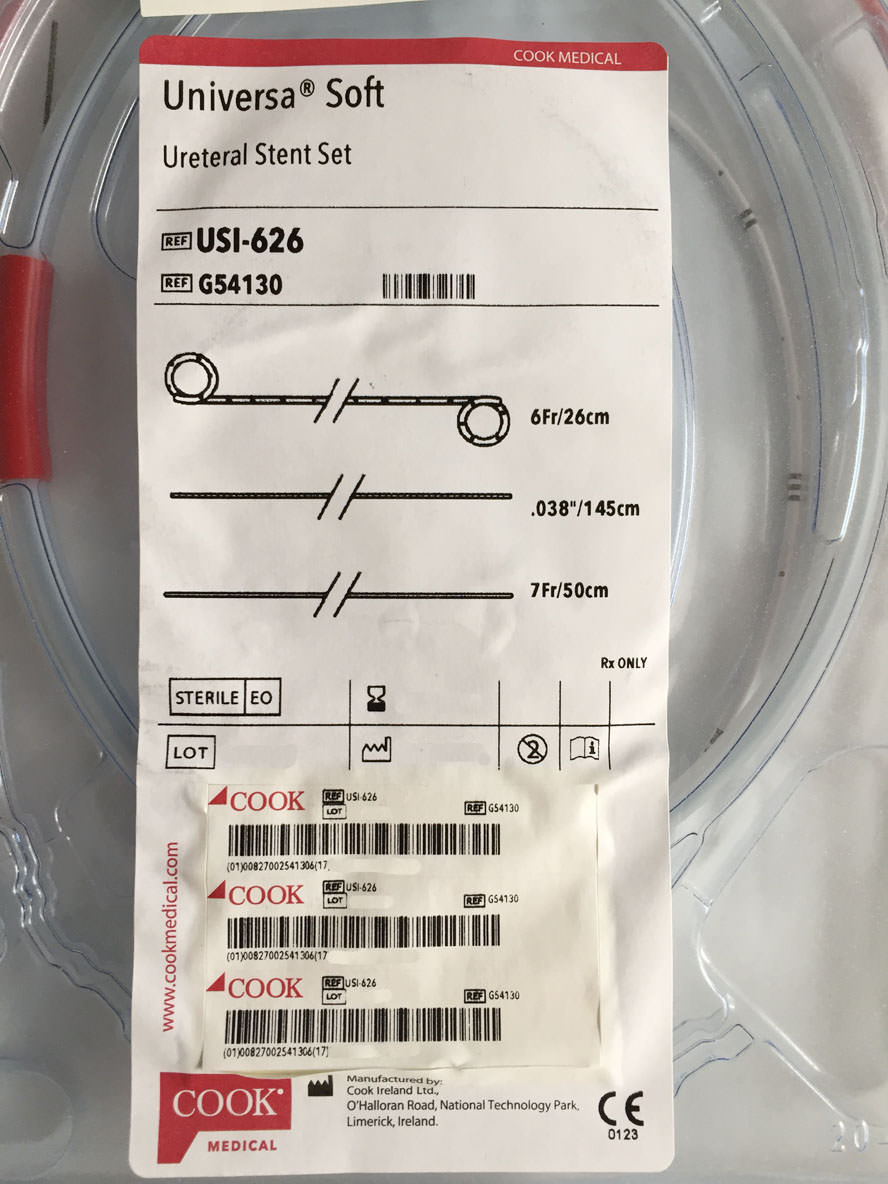 COOK MEDICAL
Universa® Soft
Ureteral Stent Set
REF USI-626
REF G54130
6Fr/26cm
.038"/145cm
7Fr/50cm
Rx ONLY
STERILE EO
LOT
2
i
COOK REF USI-626
LOT
REF G54130
(01)00827002541306(17)
COOK REF USI-626
LOT
REF G54130
(01)00827002541306(17
COOK REF USI-626
LOT
REF G54130
(01)00827002541306(17)
www.cookmedical.com
COOK®
MEDICAL
Manufactured by:
Cook Ireland Ltd.,
O'Halloran Road, National Technology Park,
Limerick, Ireland.
CE
0123